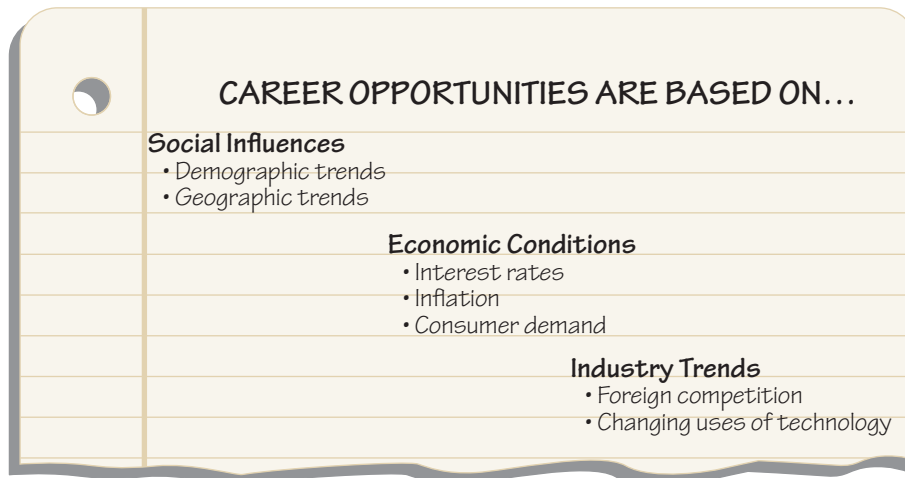 CAREER OPPORTUNITIES ARE BASED ON...
Social Influences
• Demographic trends
• Geographic trends
Economic Conditions
• Interest rates
• Inflation
• Consumer demand
Industry Trends
• Foreign competition
• Changing uses of technology